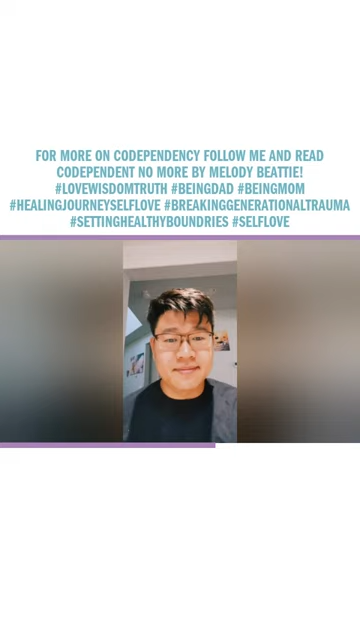 FOR MORE ON CODEPENDENCY FOLLOW ME AND READ
CODEPENDENT NO MORE BY MELODY BEATTIE!
#LOVEWISDOMTRUTH #BEINGDAD #BEINGMOM
#HEALINGJOURNEYSELFLOVE #BREAKINGGENERATIONALTRAUMA
#SETTINGHEALTHYBOUNDRIES #SELFLOVE